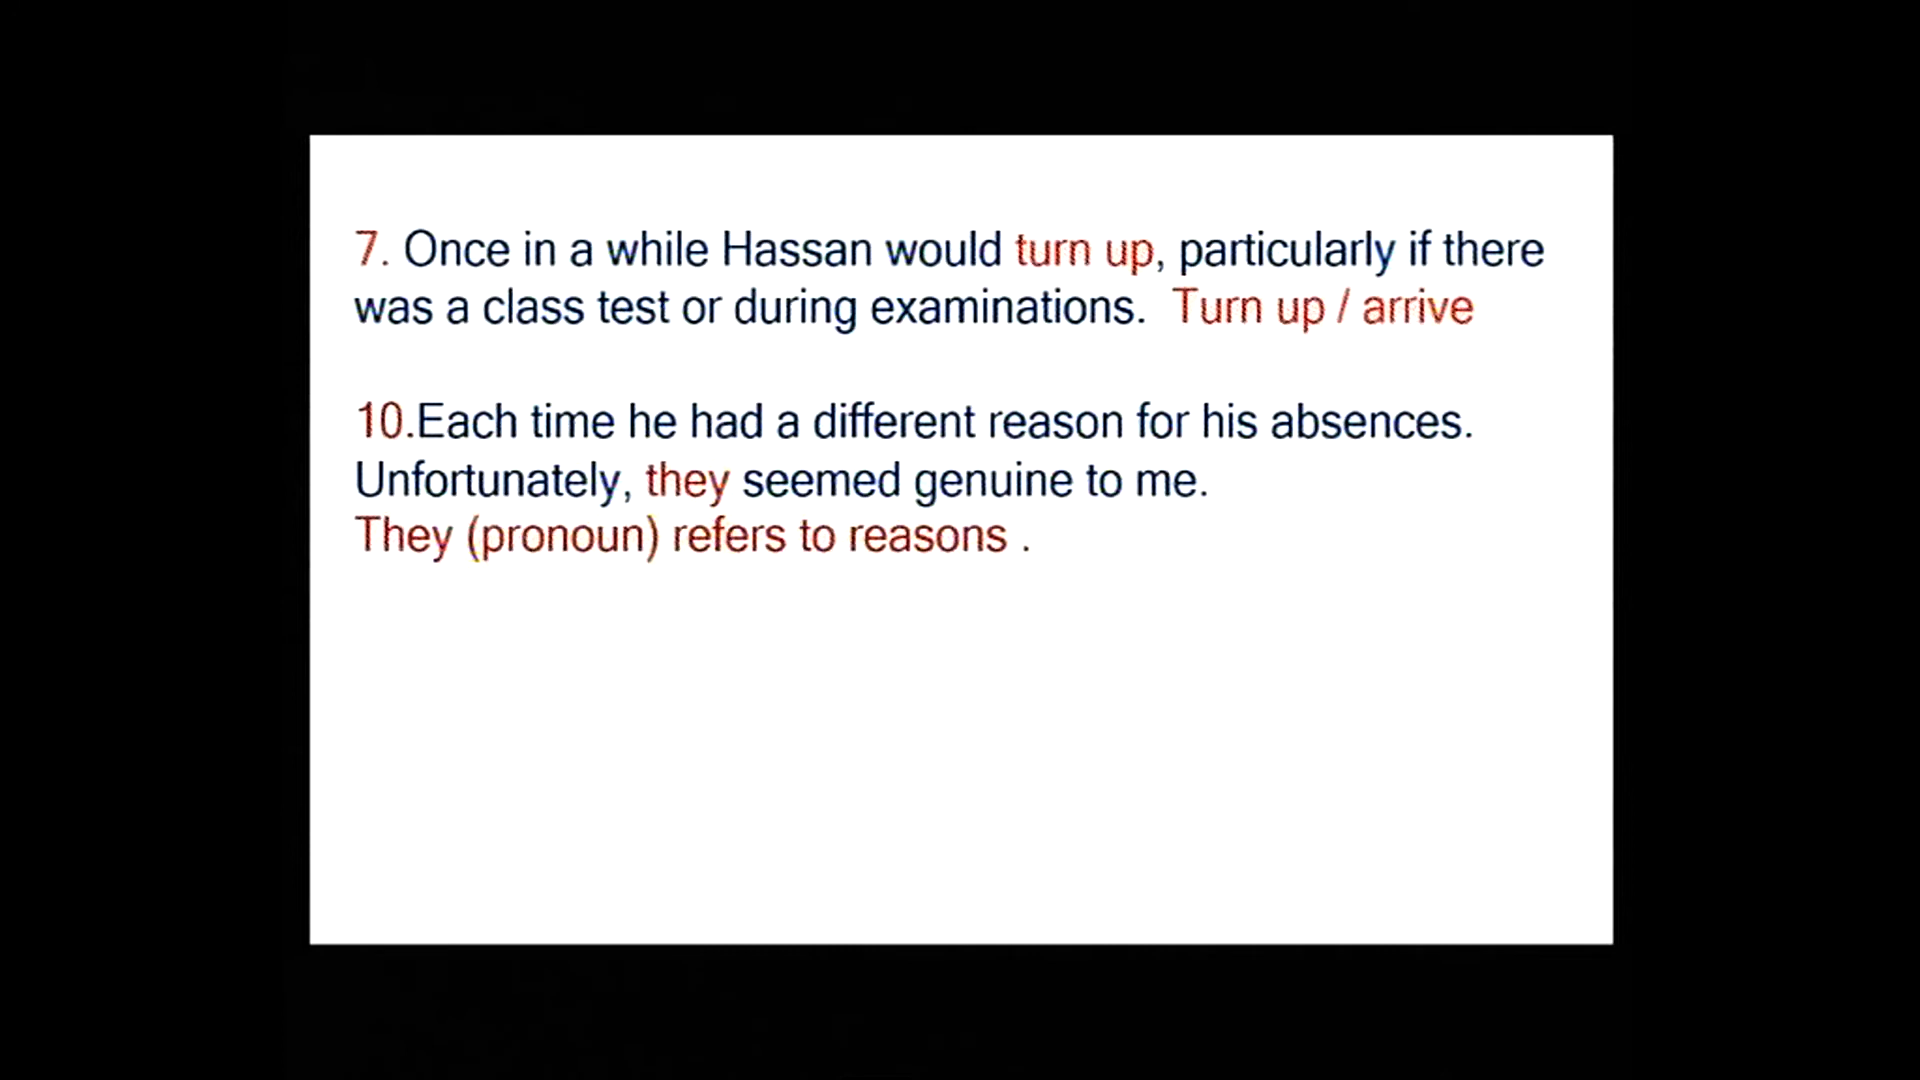 7. Once in a while Hassan would turn up, particularly if there
was a class test or during examinations.  Turn up / arrive
10.Each time he had a different reason for his absences.
Unfortunately, they seemed genuine to me.
They (pronoun) refers to reasons .